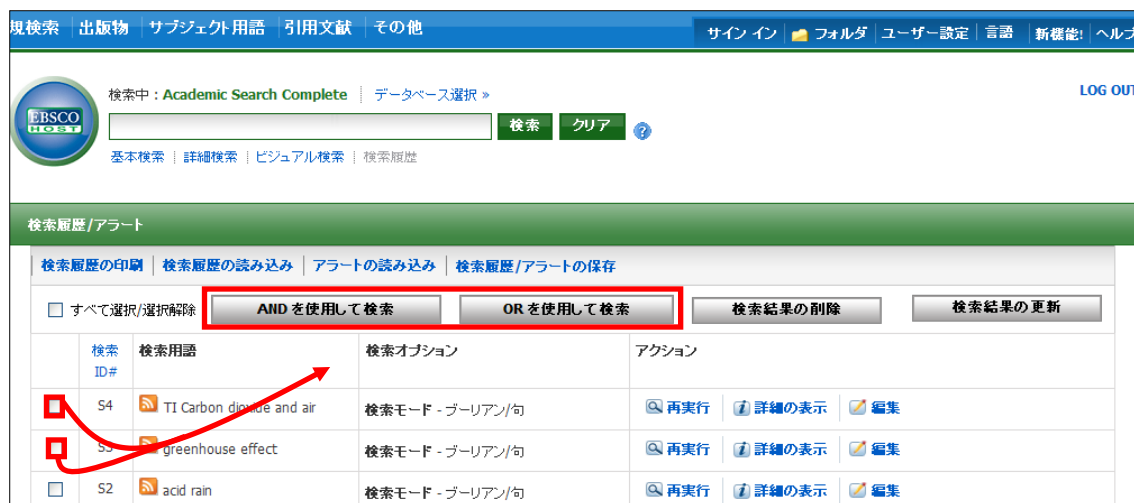 規検索 出版物 サブジェクト用語 引用文献 その他 サイン イン フォルダ ユーザー設定 言語 新機能! ヘルプ
検索中 : Academic Search Complete データベース選択 »
LOG OUT
EBSCO
HOST
検索 クリア ?
基本検索 詳細検索 ビジュアル検索 検索履歴
検索履歴/アラート
検索履歴の印刷 検索履歴の読み込み アラートの読み込み 検索履歴/アラートの保存
すべて選択/選択解除 AND を使用して検索 OR を使用して検索 検索結果の削除 検索結果の更新
検索 ID# 検索用語 検索オプション アクション
S4 TI Carbon dioxide and air 検索モード - ブーリアン/句 再実行 詳細の表示 編集
S3 greenhouse effect 検索モード - ブーリアン/句 再実行 詳細の表示 編集
S2 acid rain 検索モード - ブーリアン/句 再実行 詳細の表示 編集